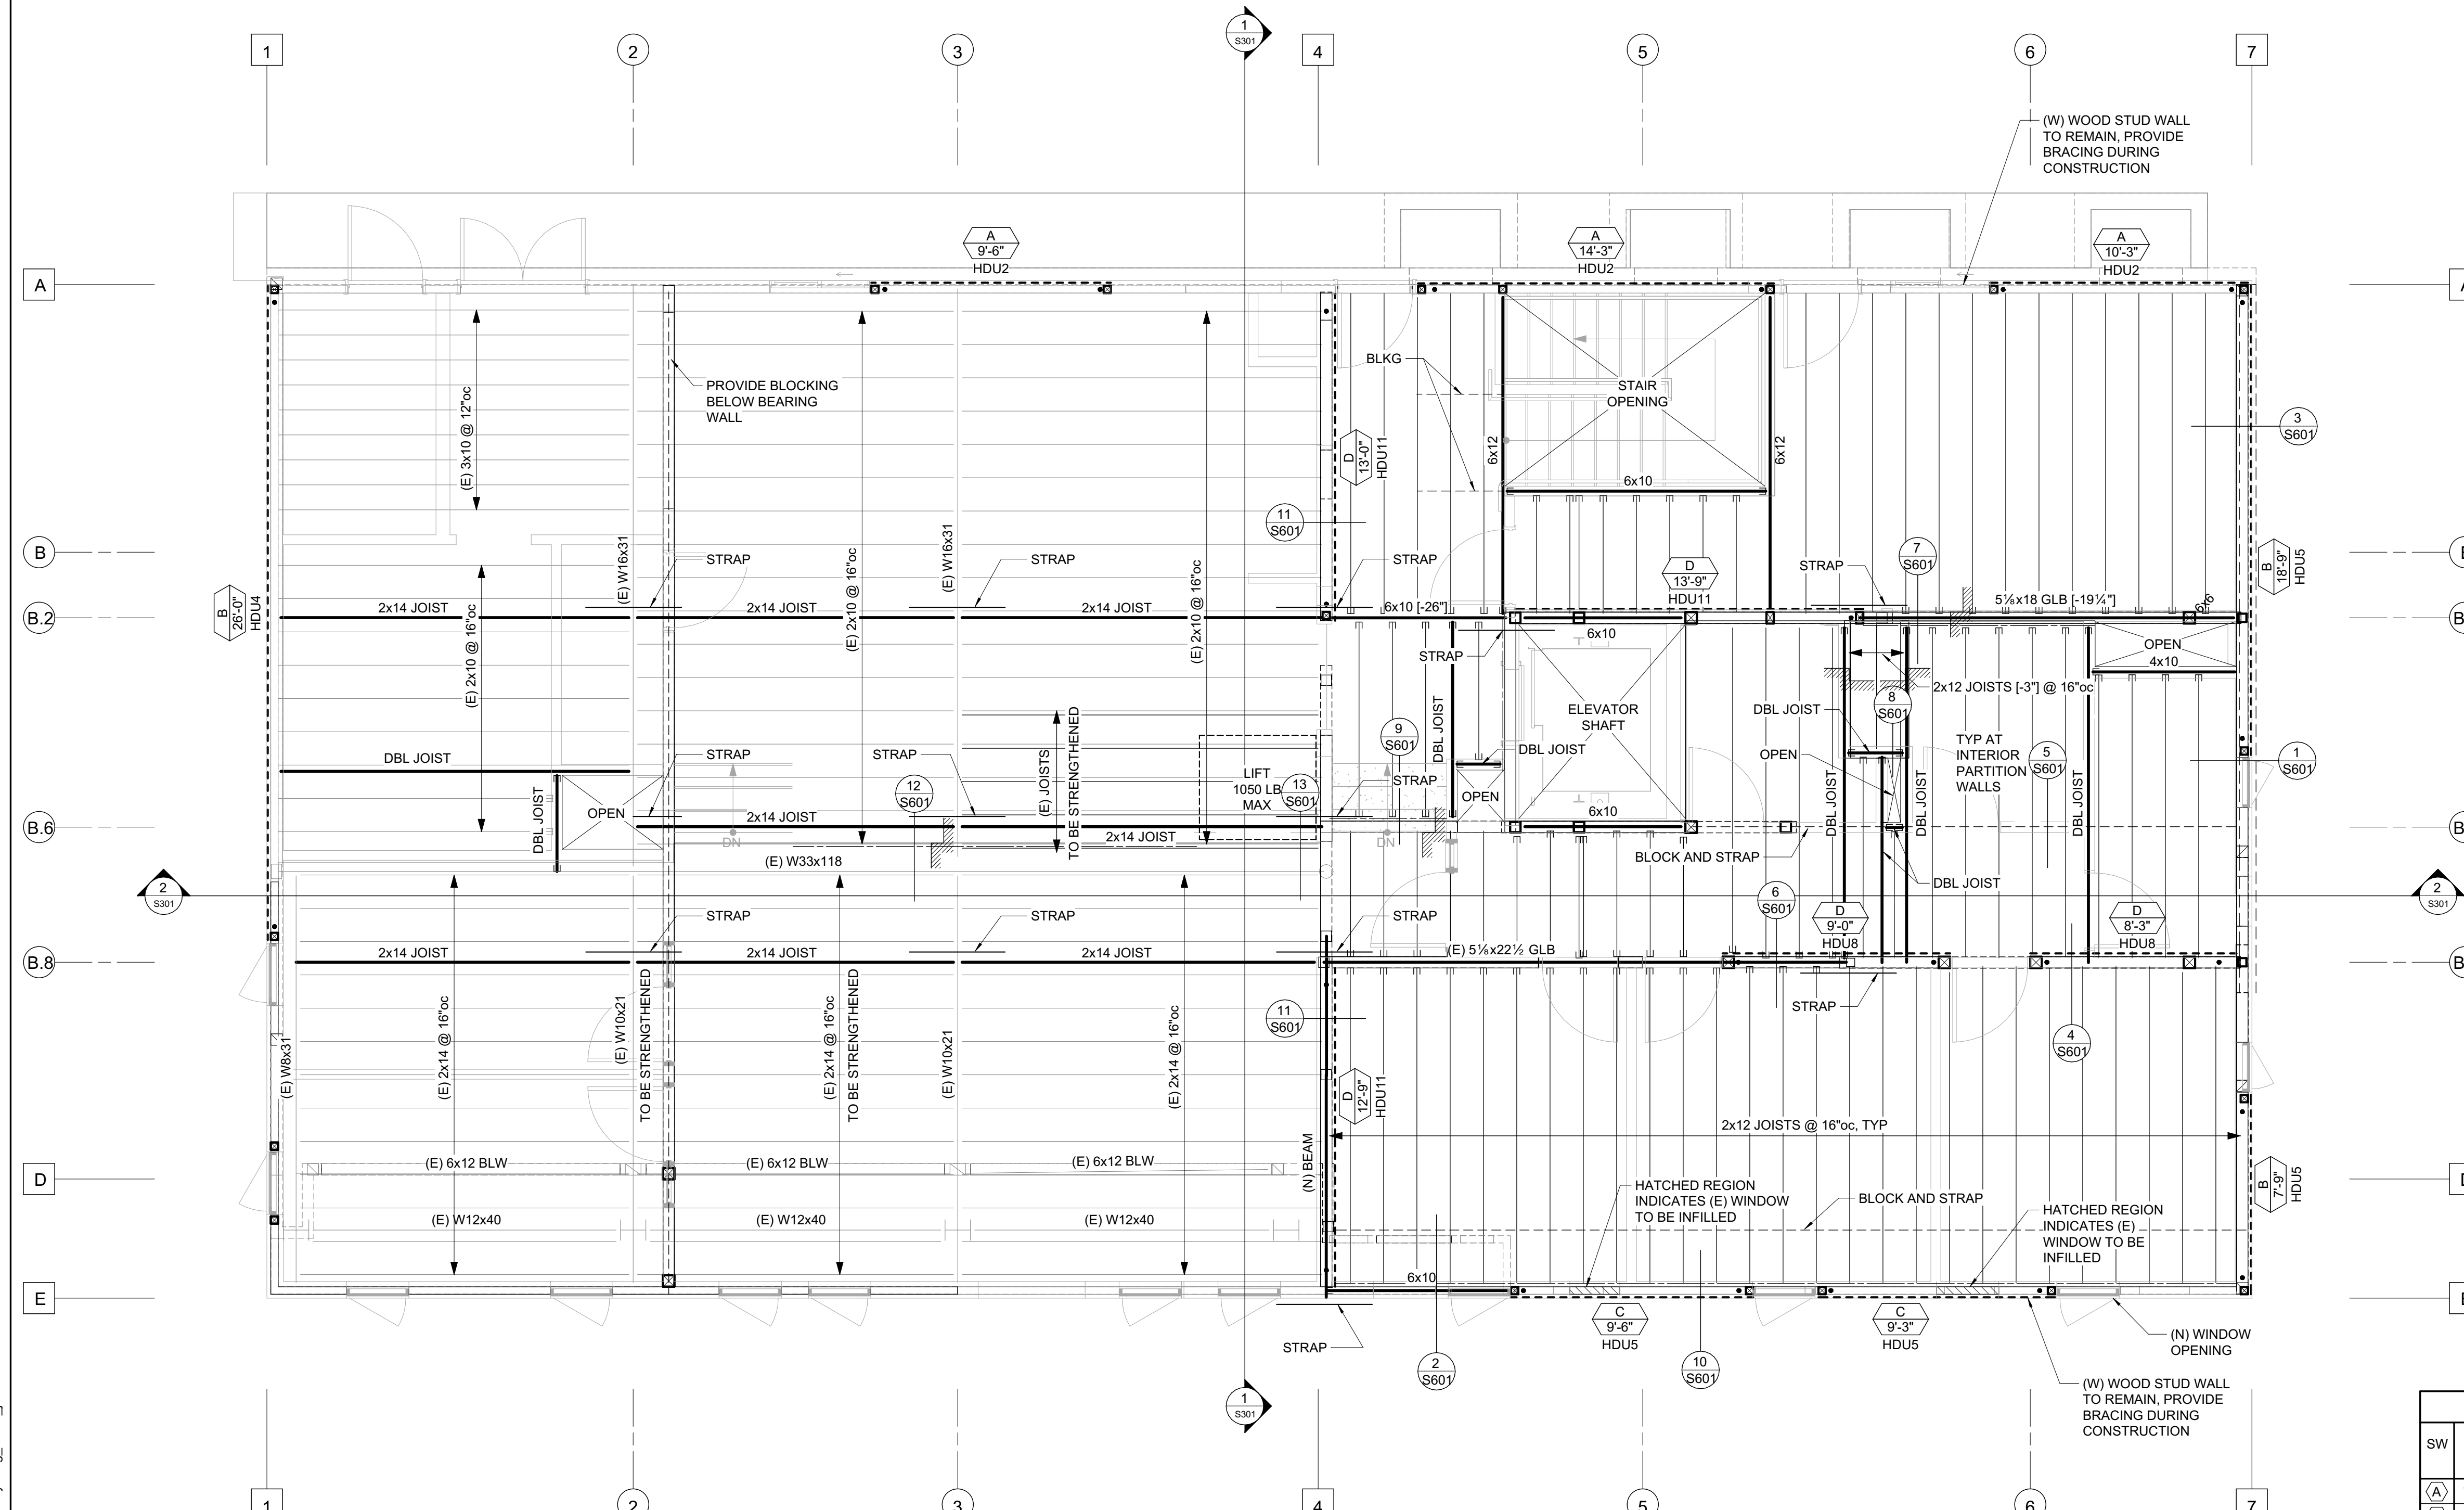 1
2
3
1
S301
4
5
6
7
(W) WOOD STUD WALL
TO REMAIN, PROVIDE
BRACING DURING
CONSTRUCTION
A
9'-6"
HDU2
A
14'-3"
HDU2
A
10'-3"
HDU2
A
(E) 3x10 @ 12"oc
PROVIDE BLOCKING
BELOW BEARING
WALL
BLKG
STAIR
OPENING
6x12
6x12
6x10
D
13'-0"
HDU11
3
S601
11
S601
B
(E) W16x31
STRAP
(E) 2x10 @ 16"oc
(E) W16x31
STRAP
(E) 2x10 @ 16"oc
STRAP
D
13'-9"
HDU11
STRAP
7
S601
B
18'-9"
HDU5
B
26'-0"
HDU4
B.2
2x14 JOIST
2x14 JOIST
2x14 JOIST
6x10 [-26"]
5⅛x18 GLB [-19¼"]
6x6
(E) 2x10 @ 16"oc
6x10
STRAP
OPEN
4x10
2x12 JOISTS [-3"] @ 16"oc
8
S601
DBL JOIST
ELEVATOR
SHAFT
9
S601
DBL JOIST
DBL JOIST
OPEN
TYP AT
INTERIOR
PARTITION
WALLS
5
S601
1
S601
DBL JOIST
STRAP
STRAP
(E) JOISTS
TO BE STRENGTHENED
LIFT
1050 LB
MAX
13
S601
STRAP
OPEN
12
S601
DBL JOIST
OPEN
2x14 JOIST
2x14 JOIST
6x10
DBL JOIST
DBL JOIST
DBL JOIST
B.6
DN
DN
(E) W33x118
BLOCK AND STRAP
DBL JOIST
2
S301
2
S301
6
S601
D
9'-0"
HDU8
D
8'-3"
HDU8
STRAP
STRAP
STRAP
B.8
2x14 JOIST
2x14 JOIST
2x14 JOIST
(E) 5⅛x22½ GLB
STRAP
11
S601
4
S601
(E) W8x31
(E) 2x14 @ 16"oc
(E) W10x21
TO BE STRENGTHENED
(E) 2x14 @ 16"oc
TO BE STRENGTHENED
(E) W10x21
(E) 2x14 @ 16"oc
D
12'-9"
HDU11
2x12 JOISTS @ 16"oc, TYP
(E) 6x12 BLW
(E) 6x12 BLW
(E) 6x12 BLW
(N) BEAM
D
B
7'-9"
HDU5
HATCHED REGION
INDICATES (E) WINDOW
TO BE INFILLED
BLOCK AND STRAP
HATCHED REGION
INDICATES (E)
WINDOW TO BE
INFILLED
(E) W12x40
(E) W12x40
(E) W12x40
6x10
E
C
9'-6"
HDU5
C
9'-3"
HDU5
STRAP
2
S601
10
S601
(N) WINDOW
OPENING
(W) WOOD STUD WALL
TO REMAIN, PROVIDE
BRACING DURING
CONSTRUCTION
1
S301
SW
A
1
2
3
4
5
6
7